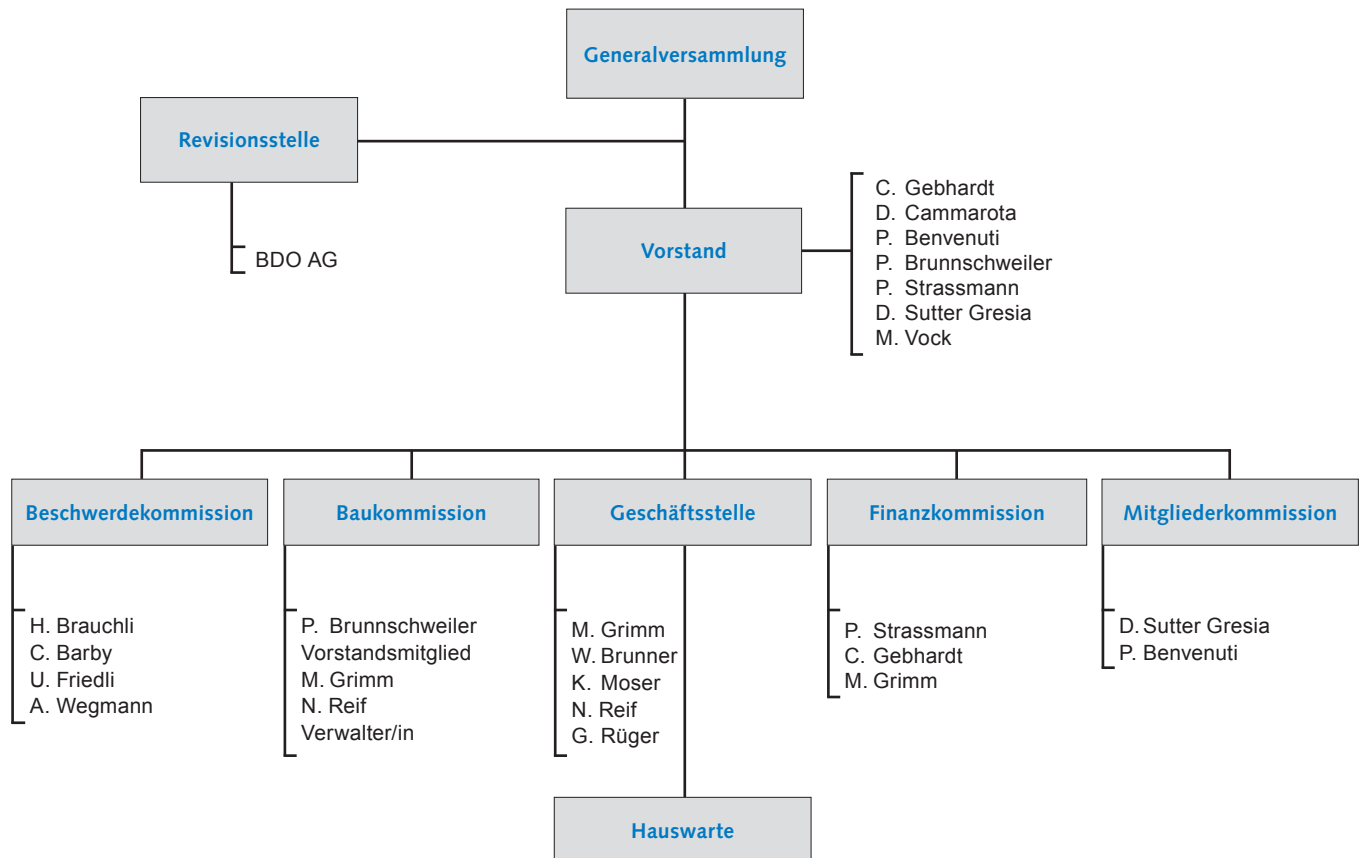 Generalversammlung
Revisionsstelle
BDO AG
Vorstand
C. Gebhardt
D. Cammarota
P. Benvenuti
P. Brunnschweiler
P. Strassmann
D. Sutter Gresia
M. Vock
Beschwerdekommission
H. Brauchli
C. Barby
U. Friedli
A. Wegmann
Baukommission
P. Brunnschweiler
Vorstandsmitglied
M. Grimm
N. Reif
Verwalter/in
Geschäftsstelle
M. Grimm
W. Brunner
K. Moser
N. Reif
G. Rüger
Finanzkommission
P. Strassmann
C. Gebhardt
M. Grimm
Mitgliederkommission
D. Sutter Gresia
P. Benvenuti
Hauswarte